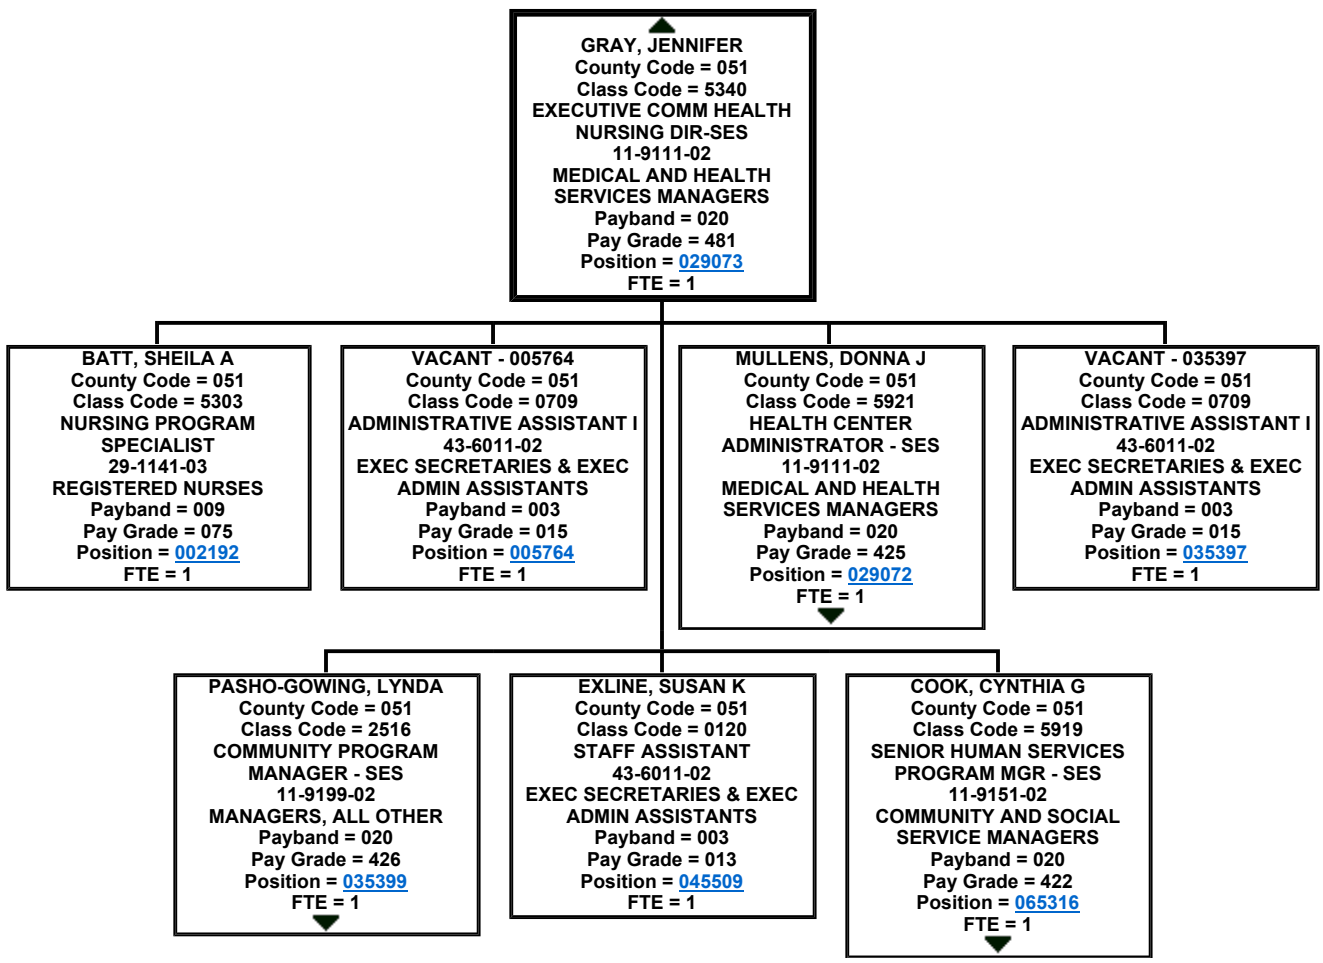 GRAY, JENNIFER
County Code = 051
Class Code = 5340
EXECUTIVE COMM HEALTH
NURSING DIR-SES
11-9111-02
MEDICAL AND HEALTH
SERVICES MANAGERS
Payband = 020
Pay Grade = 481
Position = 029073
FTE = 1
BATT, SHEILA A
County Code = 051
Class Code = 5303
NURSING PROGRAM
SPECIALIST
29-1141-03
REGISTERED NURSES
Payband = 009
Pay Grade = 075
Position = 002192
FTE = 1
VACANT - 005764
County Code = 051
Class Code = 0709
ADMINISTRATIVE ASSISTANT I
43-6011-02
EXEC SECRETARIES & EXEC
ADMIN ASSISTANTS
Payband = 003
Pay Grade = 015
Position = 005764
FTE = 1
MULLENS, DONNA J
County Code = 051
Class Code = 5921
HEALTH CENTER
ADMINISTRATOR - SES
11-9111-02
MEDICAL AND HEALTH
SERVICES MANAGERS
Payband = 020
Pay Grade = 425
Position = 029072
FTE = 1
VACANT - 035397
County Code = 051
Class Code = 0709
ADMINISTRATIVE ASSISTANT I
43-6011-02
EXEC SECRETARIES & EXEC
ADMIN ASSISTANTS
Payband = 003
Pay Grade = 015
Position = 035397
FTE = 1
PASHO-GOWING, LYNDA
County Code = 051
Class Code = 2516
COMMUNITY PROGRAM
MANAGER - SES
11-9199-02
MANAGERS, ALL OTHER
Payband = 020
Pay Grade = 426
Position = 035399
FTE = 1
EXLINE, SUSAN K
County Code = 051
Class Code = 0120
STAFF ASSISTANT
43-6011-02
EXEC SECRETARIES & EXEC
ADMIN ASSISTANTS
Payband = 003
Pay Grade = 013
Position = 045509
FTE = 1
COOK, CYNTHIA G
County Code = 051
Class Code = 5919
SENIOR HUMAN SERVICES
PROGRAM MGR - SES
11-9151-02
COMMUNITY AND SOCIAL
SERVICE MANAGERS
Payband = 020
Pay Grade = 422
Position = 065316
FTE = 1